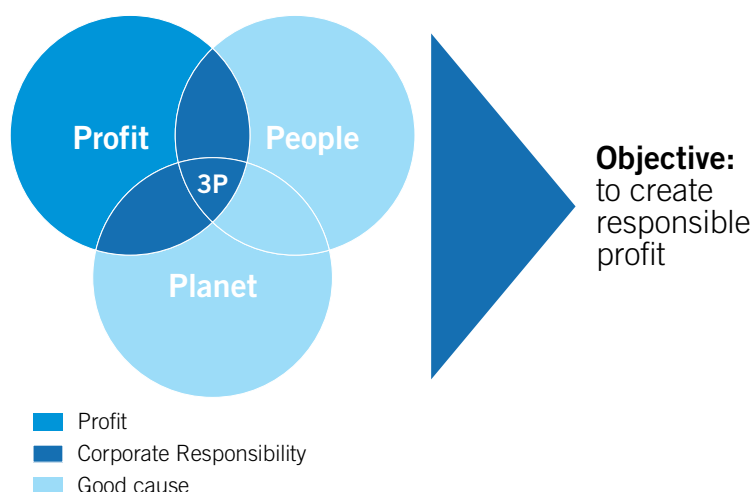 Profit
People
3P
Planet
Objective:
to create
responsible
profit
Profit
Corporate Responsibility
Good cause